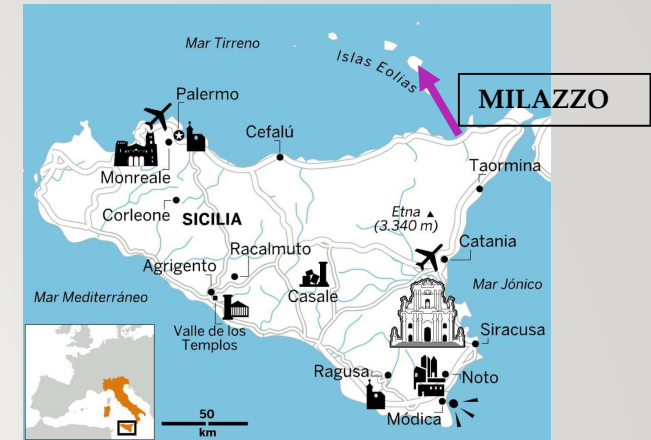 Mar Tirreno
Islas Eolias
MILAZZO
Palermo
Cefalú
Monreale
Taormina
Corleone
SICILIA
Etna
(3.340 m)
Racalmuto
Catania
Agrigento
Casale
Mar Jónico
Mar Mediterráneo
Valle de los
Templos
Siracusa
Ragusa
Noto
Módica
50
km